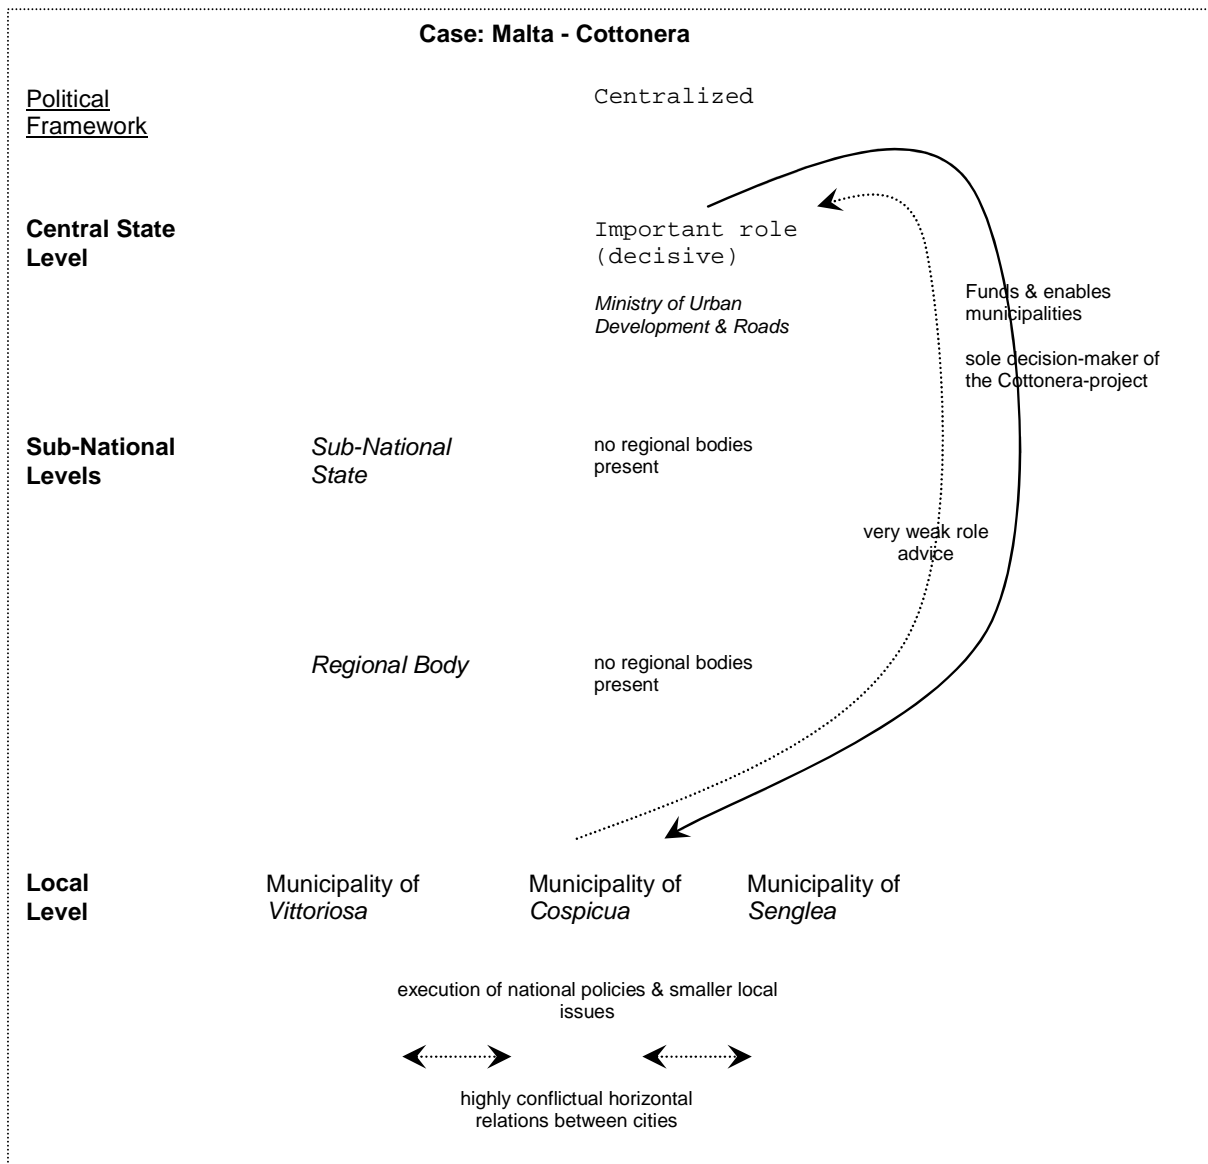 Case: Malta - Cottonera
Political
Framework
Centralized
Central State
Level
Important role
(decisive)
Ministry of Urban
Development & Roads
Funds & enables
municipalities
sole decision-maker of
the Cottonera-project
Sub-National
Levels
Sub-National
State
no regional bodies
present
very weak role
advice
Regional Body
no regional bodies
present
Local
Level
Municipality of
Vittoriosa
Municipality of
Cospicua
Municipality of
Senglea
execution of national policies & smaller local
issues
highly conflictual horizontal
relations between cities